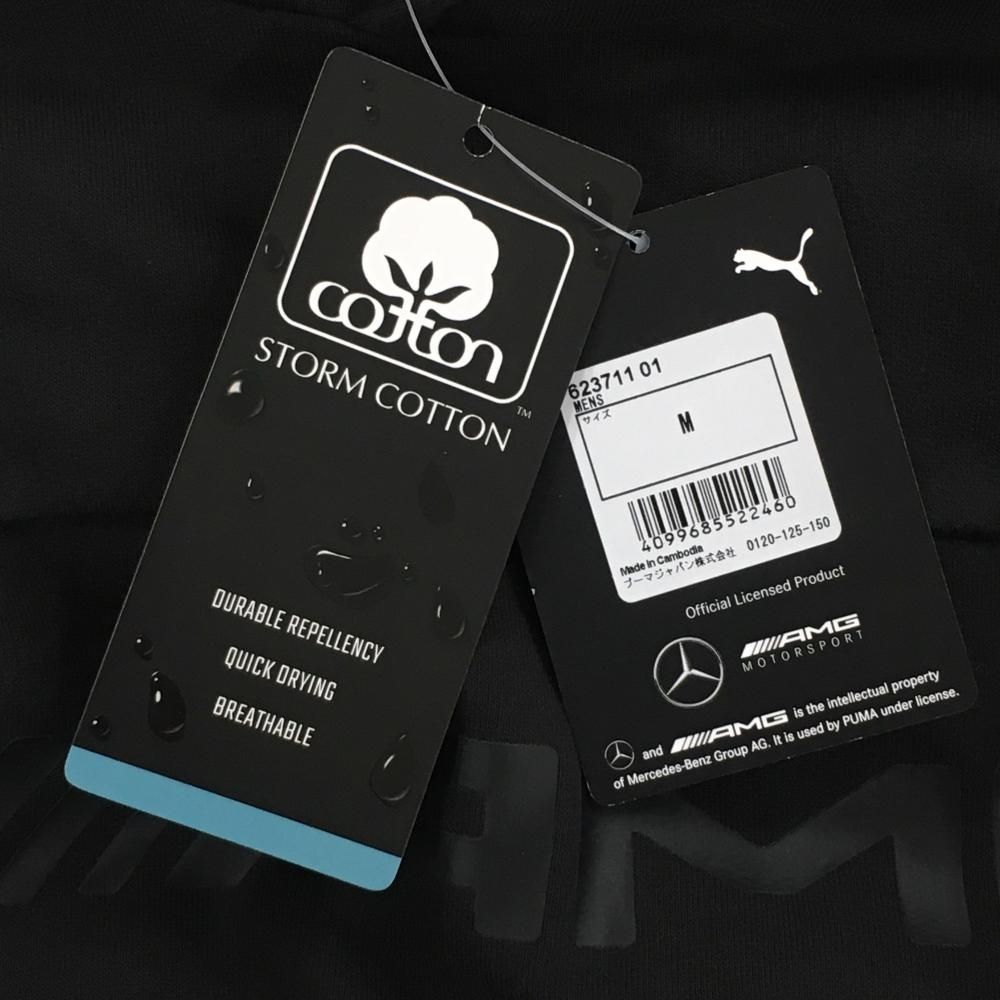 cotton
STORM COTTON™
DURABLE REPELLENCY
QUICK DRYING
BREATHABLE
623711 01
MENS
サイズ
M
4099685522460
Made in Cambodia
プーマジャパン株式会社 0120-125-150
Official Licensed Product
AMG
MOTORSPORT
and AMG is the intellectual property
of Mercedes-Benz Group AG. It is used by PUMA under license.
AM